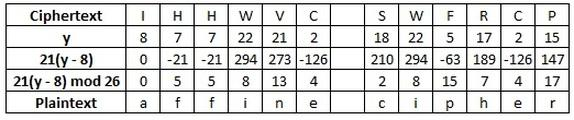 Ciphertext I H H W V C S W F R C P
y 8 7 7 22 21 2 18 22 5 17 2 15
21(y - 8) 0 -21 -21 294 273 -126 210 294 -63 189 -126 147
21(y - 8) mod 26 0 5 5 8 13 4 2 8 15 7 4 17
Plaintext a f f i n e c i p h e r